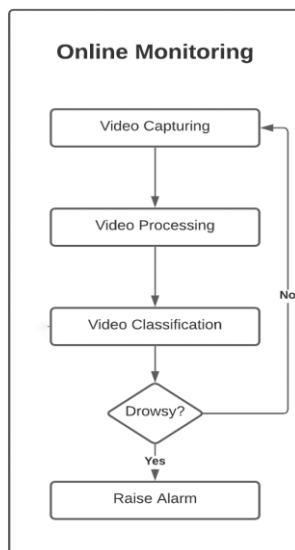 Online Monitoring
Video Capturing
Video Processing
No
Video Classification
Drowsy?
Yes
Raise Alarm